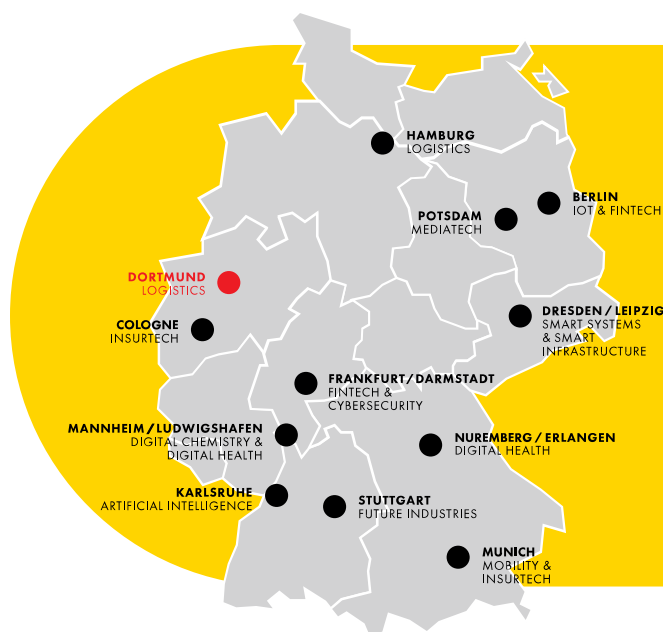 HAMBURG
LOGISTICS
BERLIN
IOT & FINTECH
POTSDAM
MEDIATECH
DORTMUND
LOGISTICS
DRESDEN / LEIPZIG
SMART SYSTEMS
& SMART
INFRASTRUCTURE
COLOGNE
INSURTECH
FRANKFURT/DARMSTADT
FINTECH &
CYBERSECURITY
MANNHEIM/LUDWIGSHAFEN
DIGITAL CHEMISTRY &
DIGITAL HEALTH
NUREMBERG / ERLANGEN
DIGITAL HEALTH
KARLSRUHE
ARTIFICIAL INTELLIGENCE
STUTTGART
FUTURE INDUSTRIES
MUNICH
MOBILITY &
INSURTECH